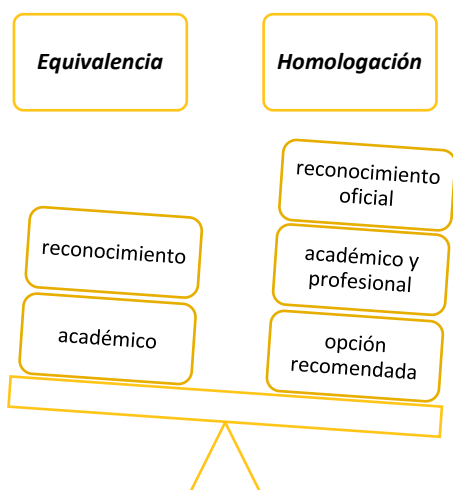 Equivalencia
Homologación
reconocimiento
académico
reconocimiento
oficial
académico y
profesional
opción
recomendada